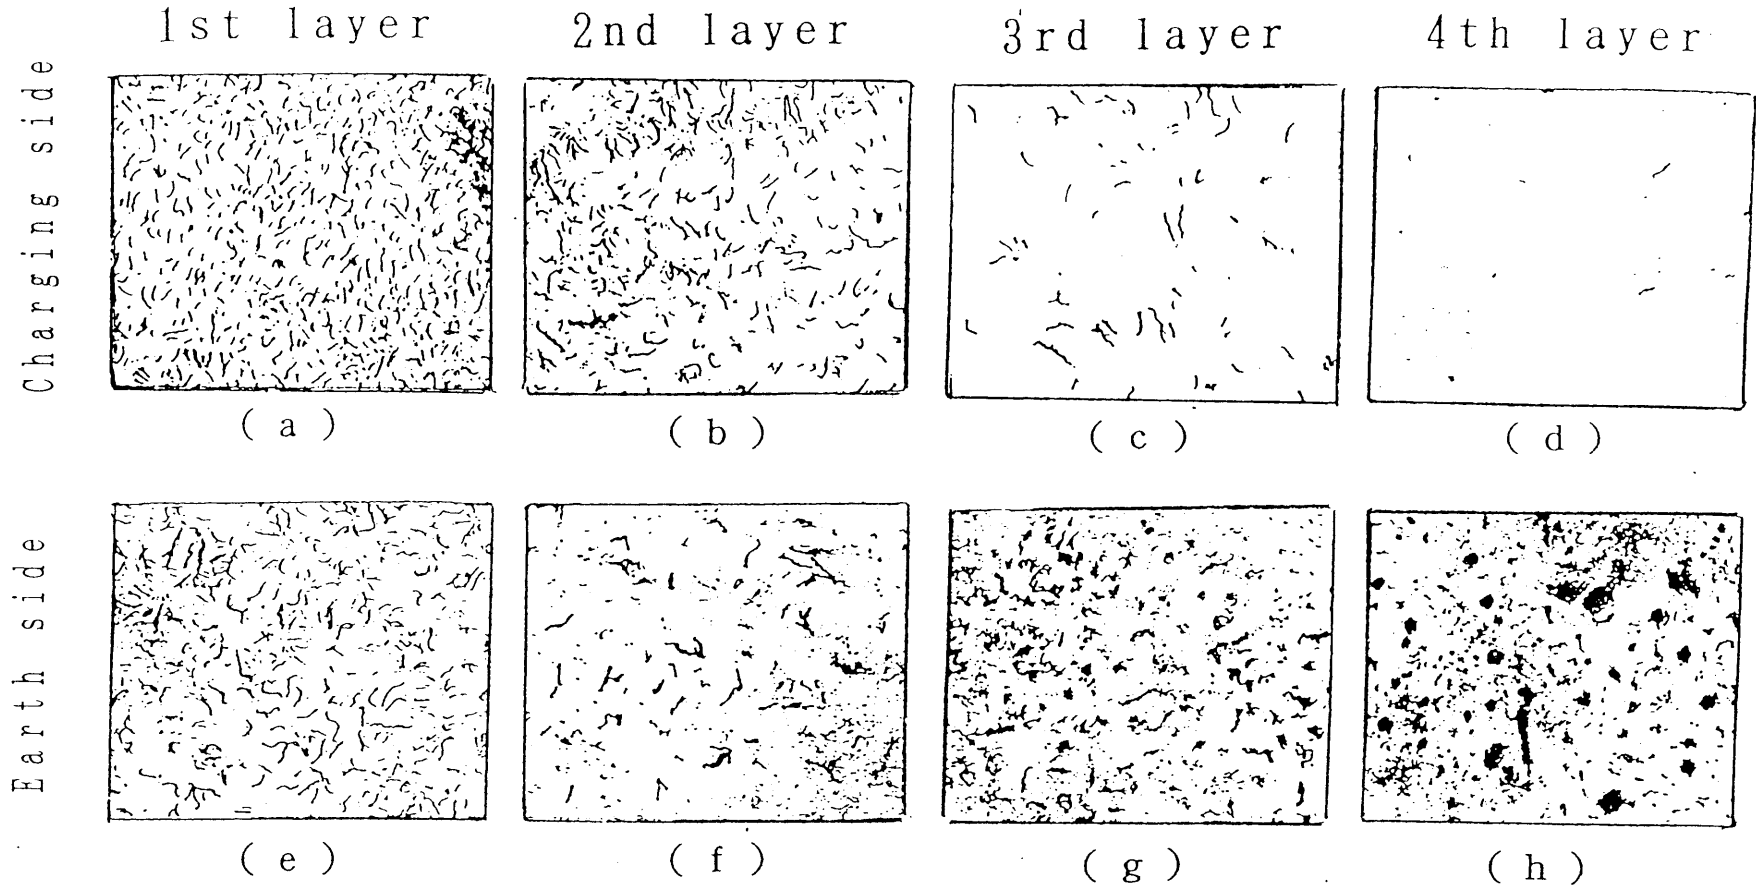 1st layer 2nd layer 3rd layer 4th layer
Charging side
( a ) ( b ) ( c ) ( d )
Earth side
( e ) ( f ) ( g ) ( h )